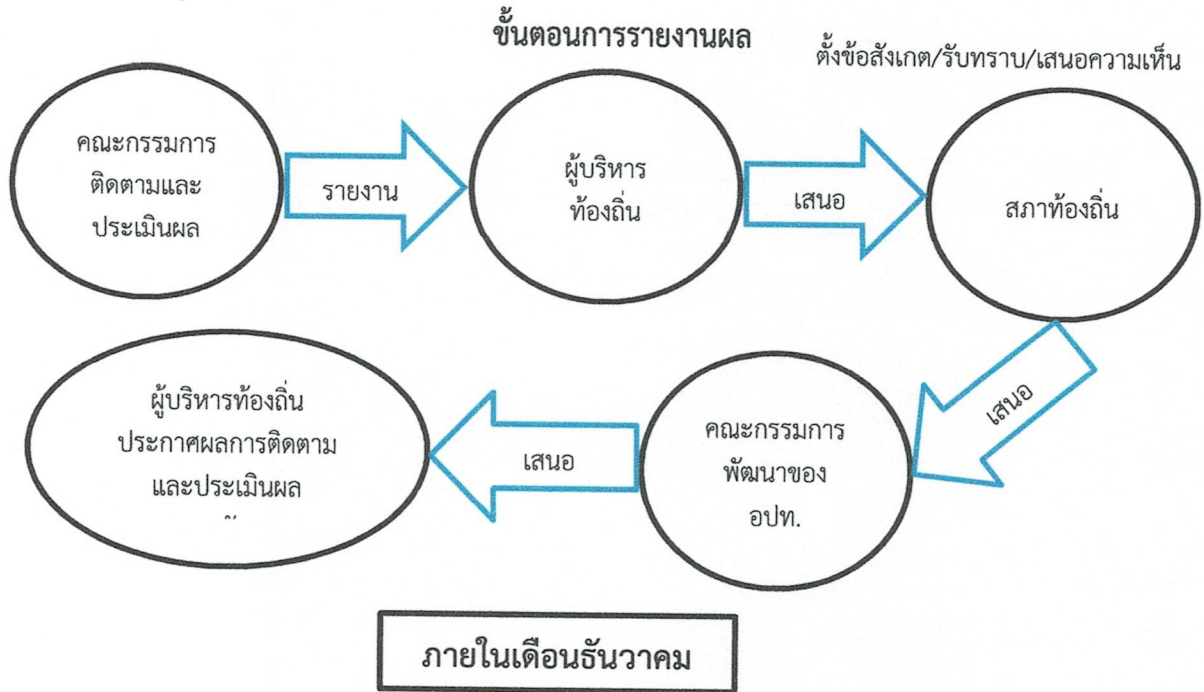 ขั้นตอนการรายงานผล
ตั้งข้อสังเกต/รับทราบ/เสนอความเห็น
คณะกรรมการ
ติดตามและ
ประเมินผล
รายงาน
ผู้บริหาร
ท้องถิ่น
เสนอ
สภาท้องถิ่น
เสนอ
คณะกรรมการ
พัฒนาของ
อปท.
เสนอ
ผู้บริหารท้องถิ่น
ประกาศผลการติดตาม
และประเมินผล
ภายในเดือนธันวาคม